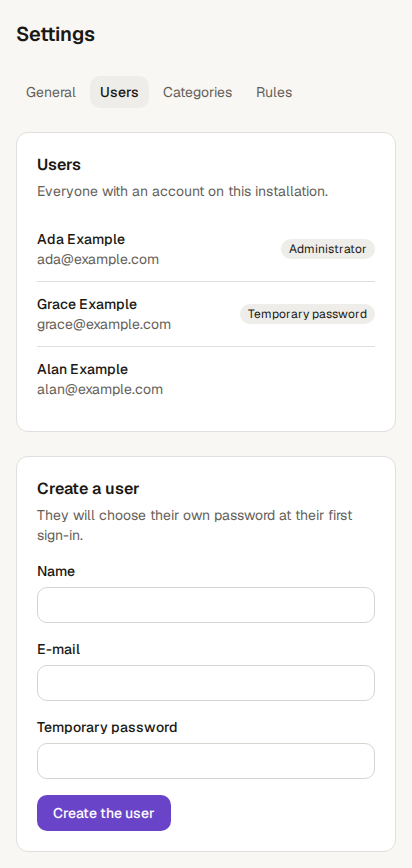 Settings
General Users Categories Rules
Users
Everyone with an account on this installation.
Ada Example
ada@example.com
Administrator
Grace Example
grace@example.com
Temporary password
Alan Example
alan@example.com
Create a user
They will choose their own password at their first
sign-in.
Name
E-mail
Temporary password
Create the user